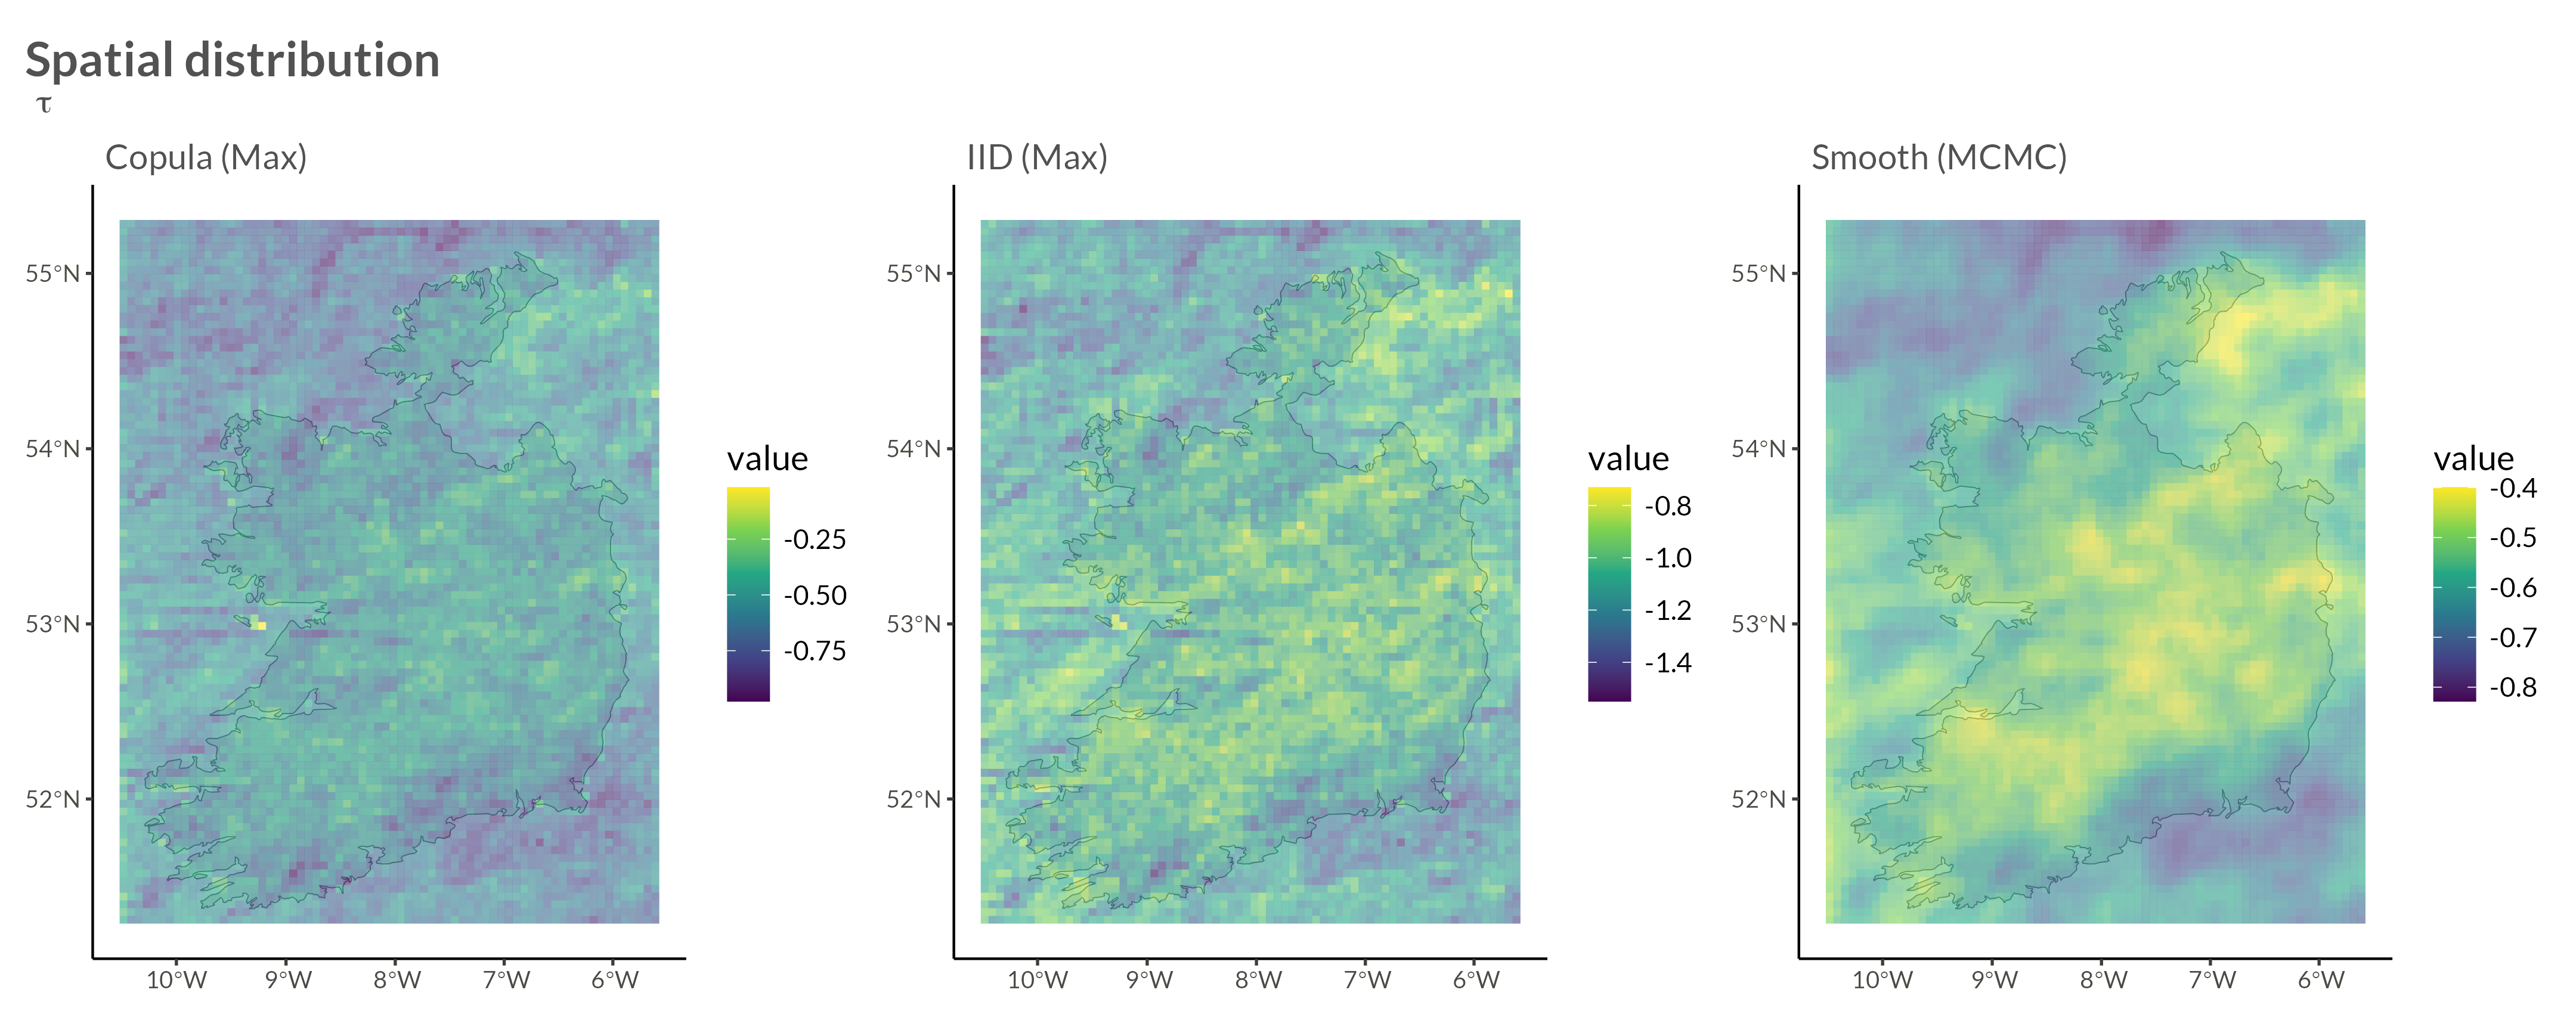 Spatial distribution
τ
Copula (Max)
55°N
54°N
53°N
52°N
10°W 9°W 8°W 7°W 6°W
value
-0.25
-0.50
-0.75
IID (Max)
55°N
54°N
53°N
52°N
10°W 9°W 8°W 7°W 6°W
value
-0.8
-1.0
-1.2
-1.4
Smooth (MCMC)
55°N
54°N
53°N
52°N
10°W 9°W 8°W 7°W 6°W
value
-0.4
-0.5
-0.6
-0.7
-0.8